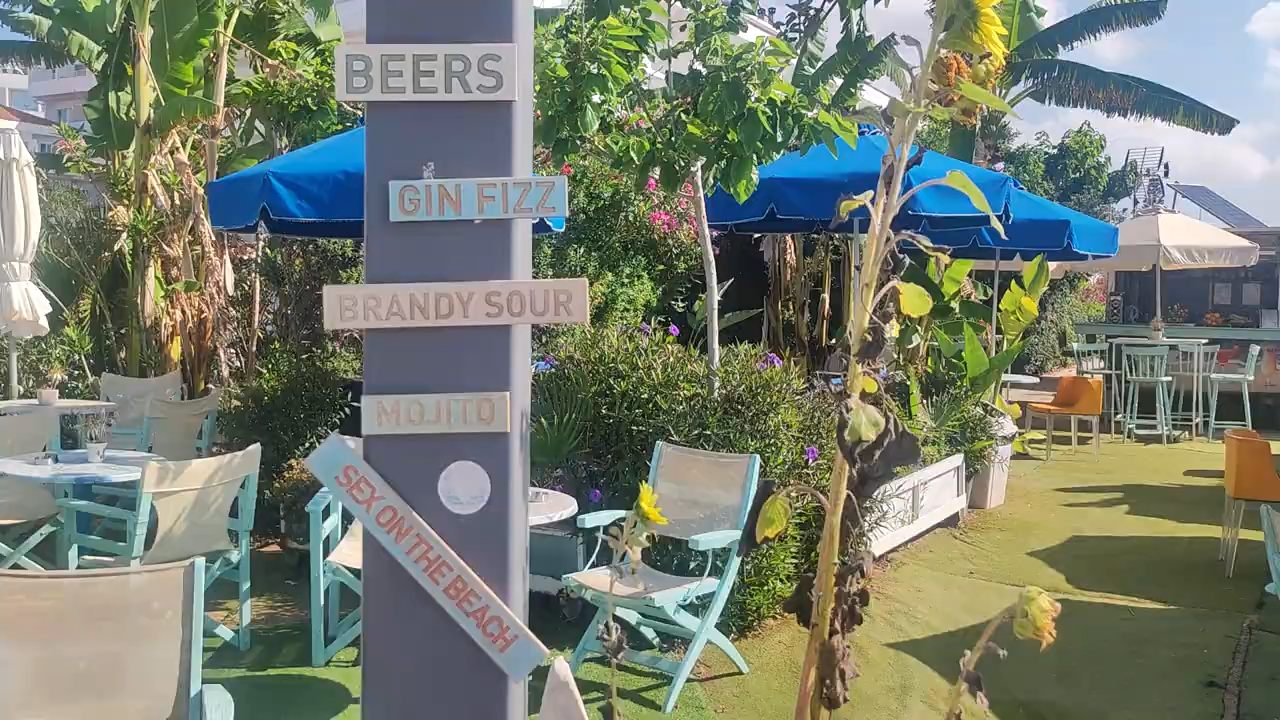 BEERS
GIN FIZZ
BRANDY SOUR
MOJITO
SEX ON THE BEACH